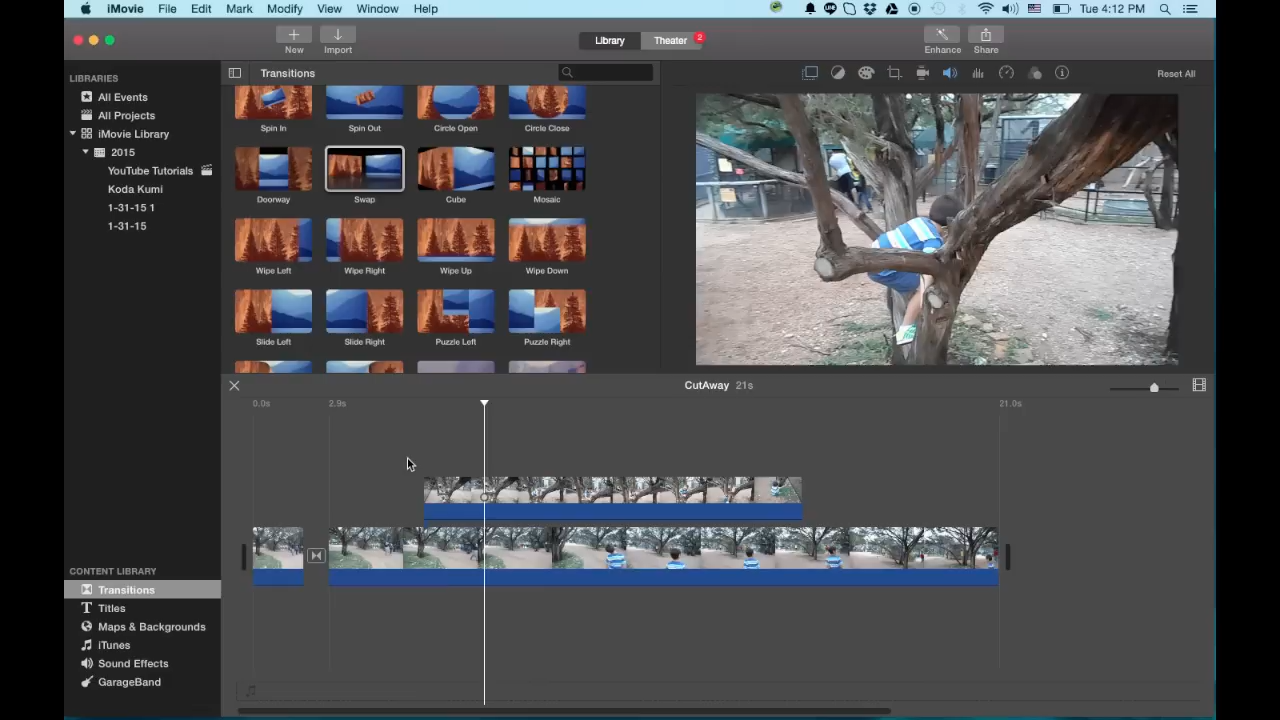 iMovie File Edit Mark Modify View Window Help Tue 4:12 PM
New Import Library Theater 2 Enhance Share
LIBRARIES
All Events
All Projects
iMovie Library
2015
YouTube Tutorials
Koda Kumi
1-31-15 1
1-31-15
Transitions
Reset All
Spin In Spin Out Circle Open Circle Close
Doorway Swap Cube Mosaic
Wipe Left Wipe Right Wipe Up Wipe Down
Slide Left Slide Right Puzzle Left Puzzle Right
CutAway 21s
0.0s 2.9s 21.0s
CONTENT LIBRARY
Transitions
Titles
Maps & Backgrounds
iTunes
Sound Effects
GarageBand